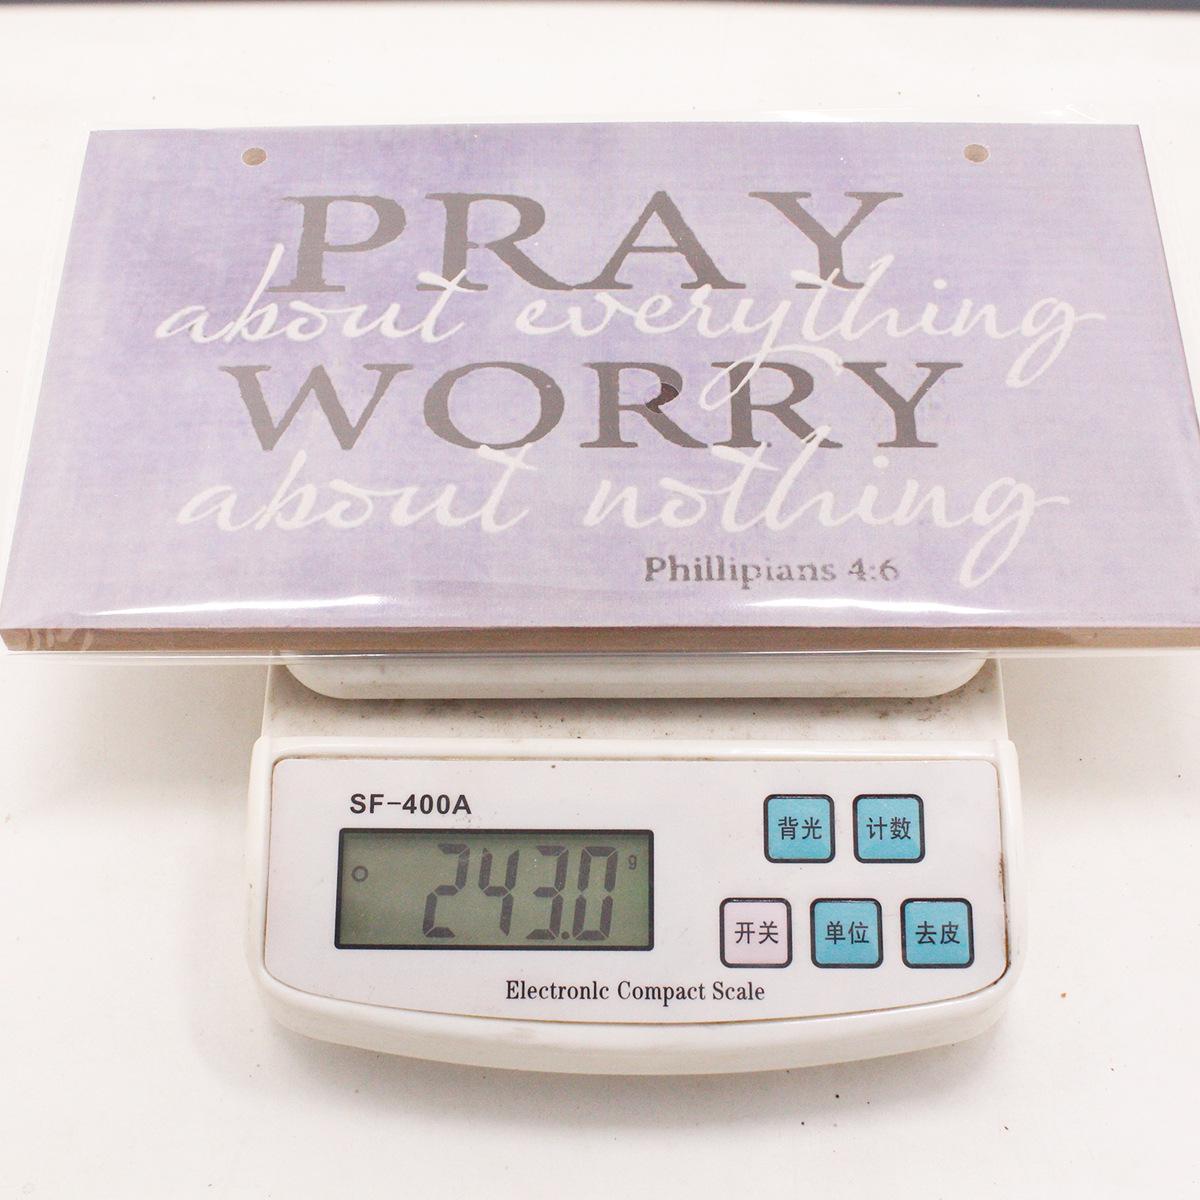 PRAY
about everything
WORRY
about nothing
Phillipians 4:6
SF-400A
243.0 g
背光 计数
开关 单位 去皮
Electronlc Compact Scale